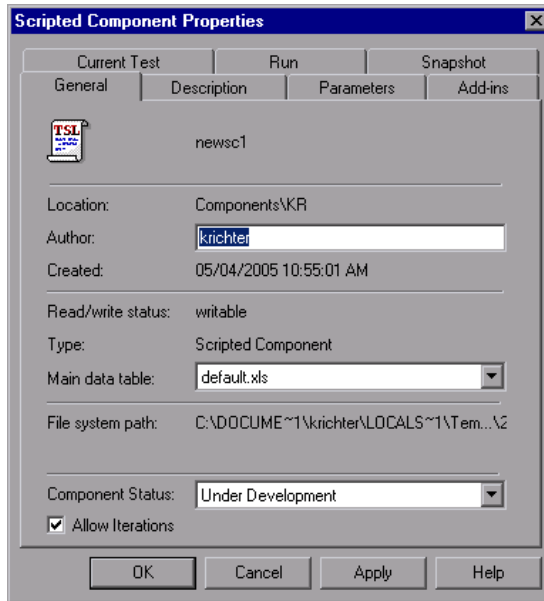 Scripted Component Properties
Current Test Run Snapshot
General Description Parameters Add-ins
TSL
newsc1
Location: Components\KR
Author: krichter
Created: 05/04/2005 10:55:01 AM
Read/write status: writable
Type: Scripted Component
Main data table: default.xls
File system path: C:\DOCUME~1\krichter\LOCALS~1\Tem...\2
Component Status: Under Development
Allow Iterations
OK Cancel Apply Help